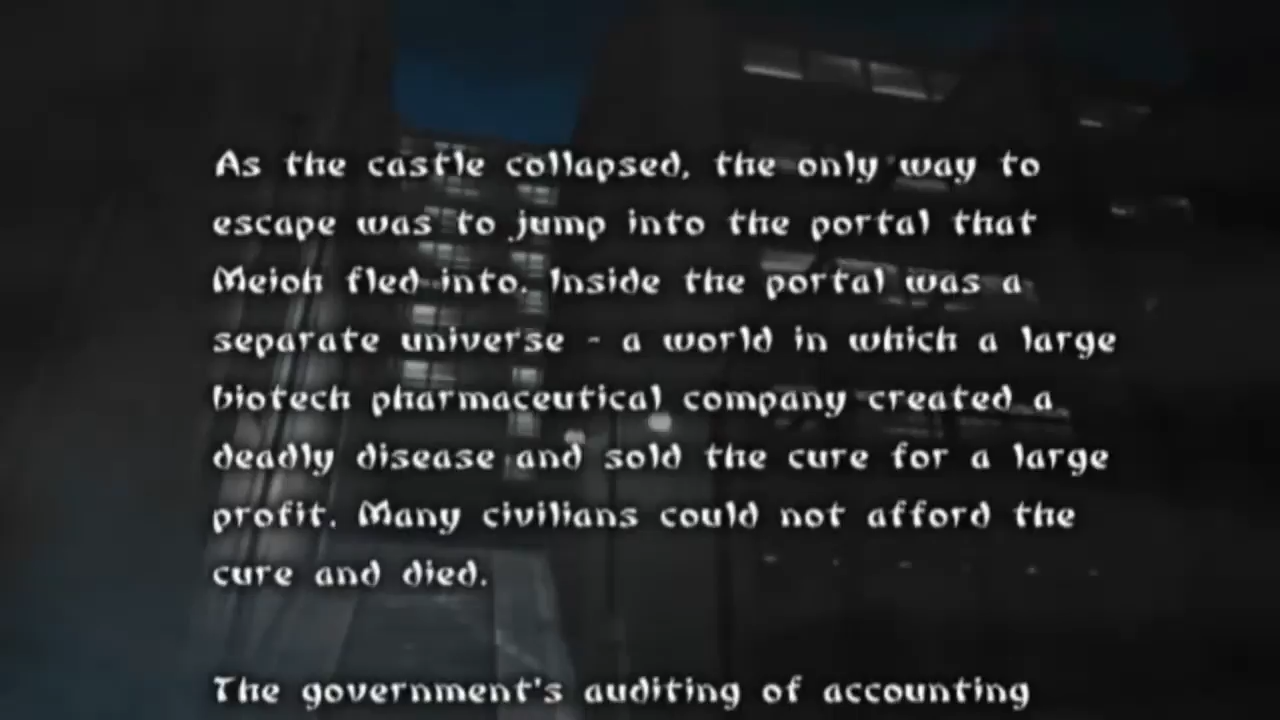 As the castle collapsed, the only way to
escape was to jump into the portal that
Meioh fled into. Inside the portal was a
separate universe - a world in which a large
biotech pharmaceutical company created a
deadly disease and sold the cure for a large
profit. Many civilians could not afford the
cure and died.
The government's auditing of accounting